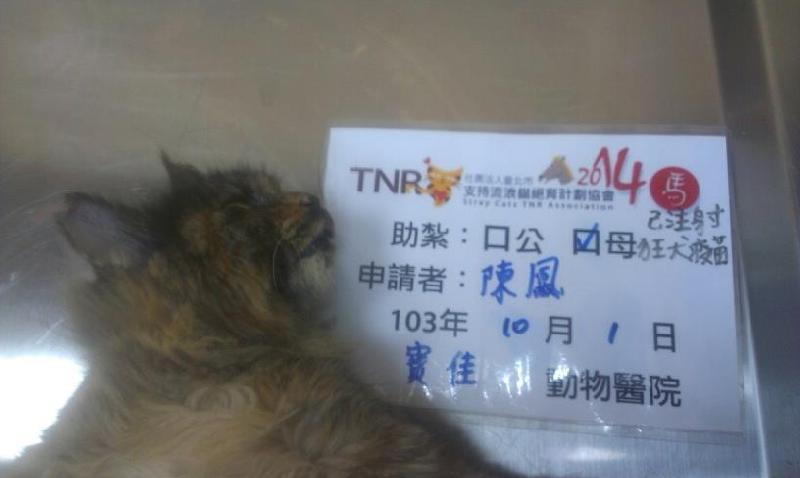 TNR 社團法人臺北市 2014 馬
支持流浪貓絕育計劃協會
Stray Cats TNR Association
助紮：口公 口母 已注射
狂犬疫苗
申請者：陳鳳
103年 10月 1日
寶佳 動物醫院